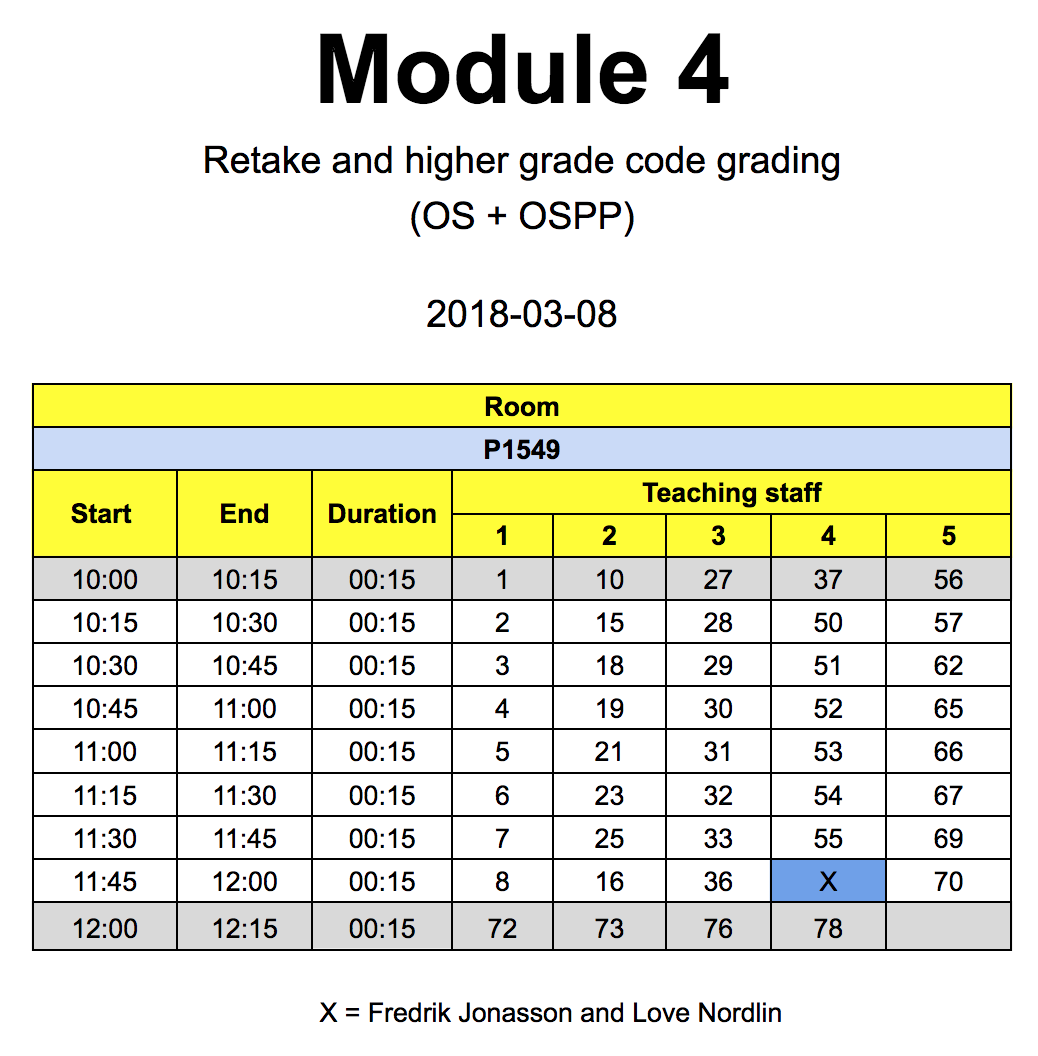 Module 4
Retake and higher grade code grading
(OS + OSPP)
2018-03-08
Room
P1549
Start End Duration Teaching staff
1 2 3 4 5
10:00 10:15 00:15 1 10 27 37 56
10:15 10:30 00:15 2 15 28 50 57
10:30 10:45 00:15 3 18 29 51 62
10:45 11:00 00:15 4 19 30 52 65
11:00 11:15 00:15 5 21 31 53 66
11:15 11:30 00:15 6 23 32 54 67
11:30 11:45 00:15 7 25 33 55 69
11:45 12:00 00:15 8 16 36 X 70
12:00 12:15 00:15 72 73 76 78
X = Fredrik Jonasson and Love Nordlin